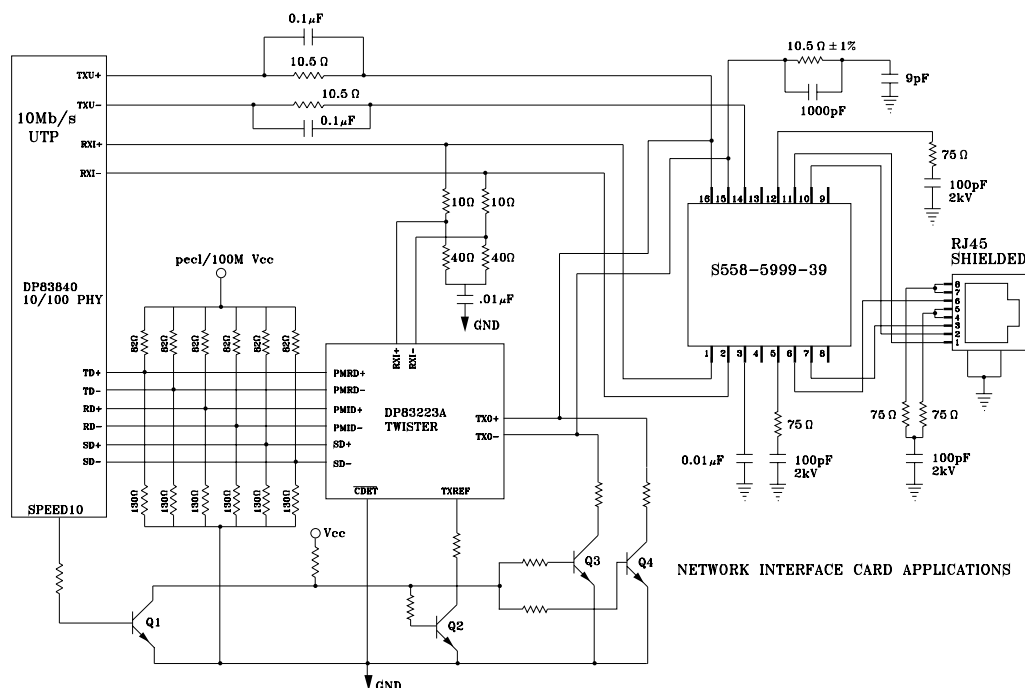 0.1μF
10.5 Ω
10.5 Ω
0.1μF
10.5 Ω ± 1%
1000pF
9pF
TXU+
TXU-
10Mb/s
UTP
RXI+
RXI-
10Ω
10Ω
40Ω
40Ω
.01μF
GND
75 Ω
100pF
2kV
16 15 14 13 12 11 10 9
S558-5999-39
1 2 3 4 5 6 7 8
RJ45
SHIELDED
8
7
6
5
4
3
2
1
pecl/100M Vcc
DP83840
10/100 PHY
82Ω 82Ω 82Ω 82Ω 82Ω 82Ω
TD+
TD-
RD+
RD-
SD+
SD-
RXI+ RXI-
PMRD+
PMRD-
PMID+
PMID-
SD+
SD-
DP83223A
TWISTER
TXO+
TXO-
CDET
TXREF
130Ω 130Ω 130Ω 130Ω 130Ω 130Ω
SPEED10
Vcc
75 Ω
0.01μF
100pF
2kV
75 Ω
75 Ω
100pF
2kV
Q1
Q2
Q3
Q4
NETWORK INTERFACE CARD APPLICATIONS
GND